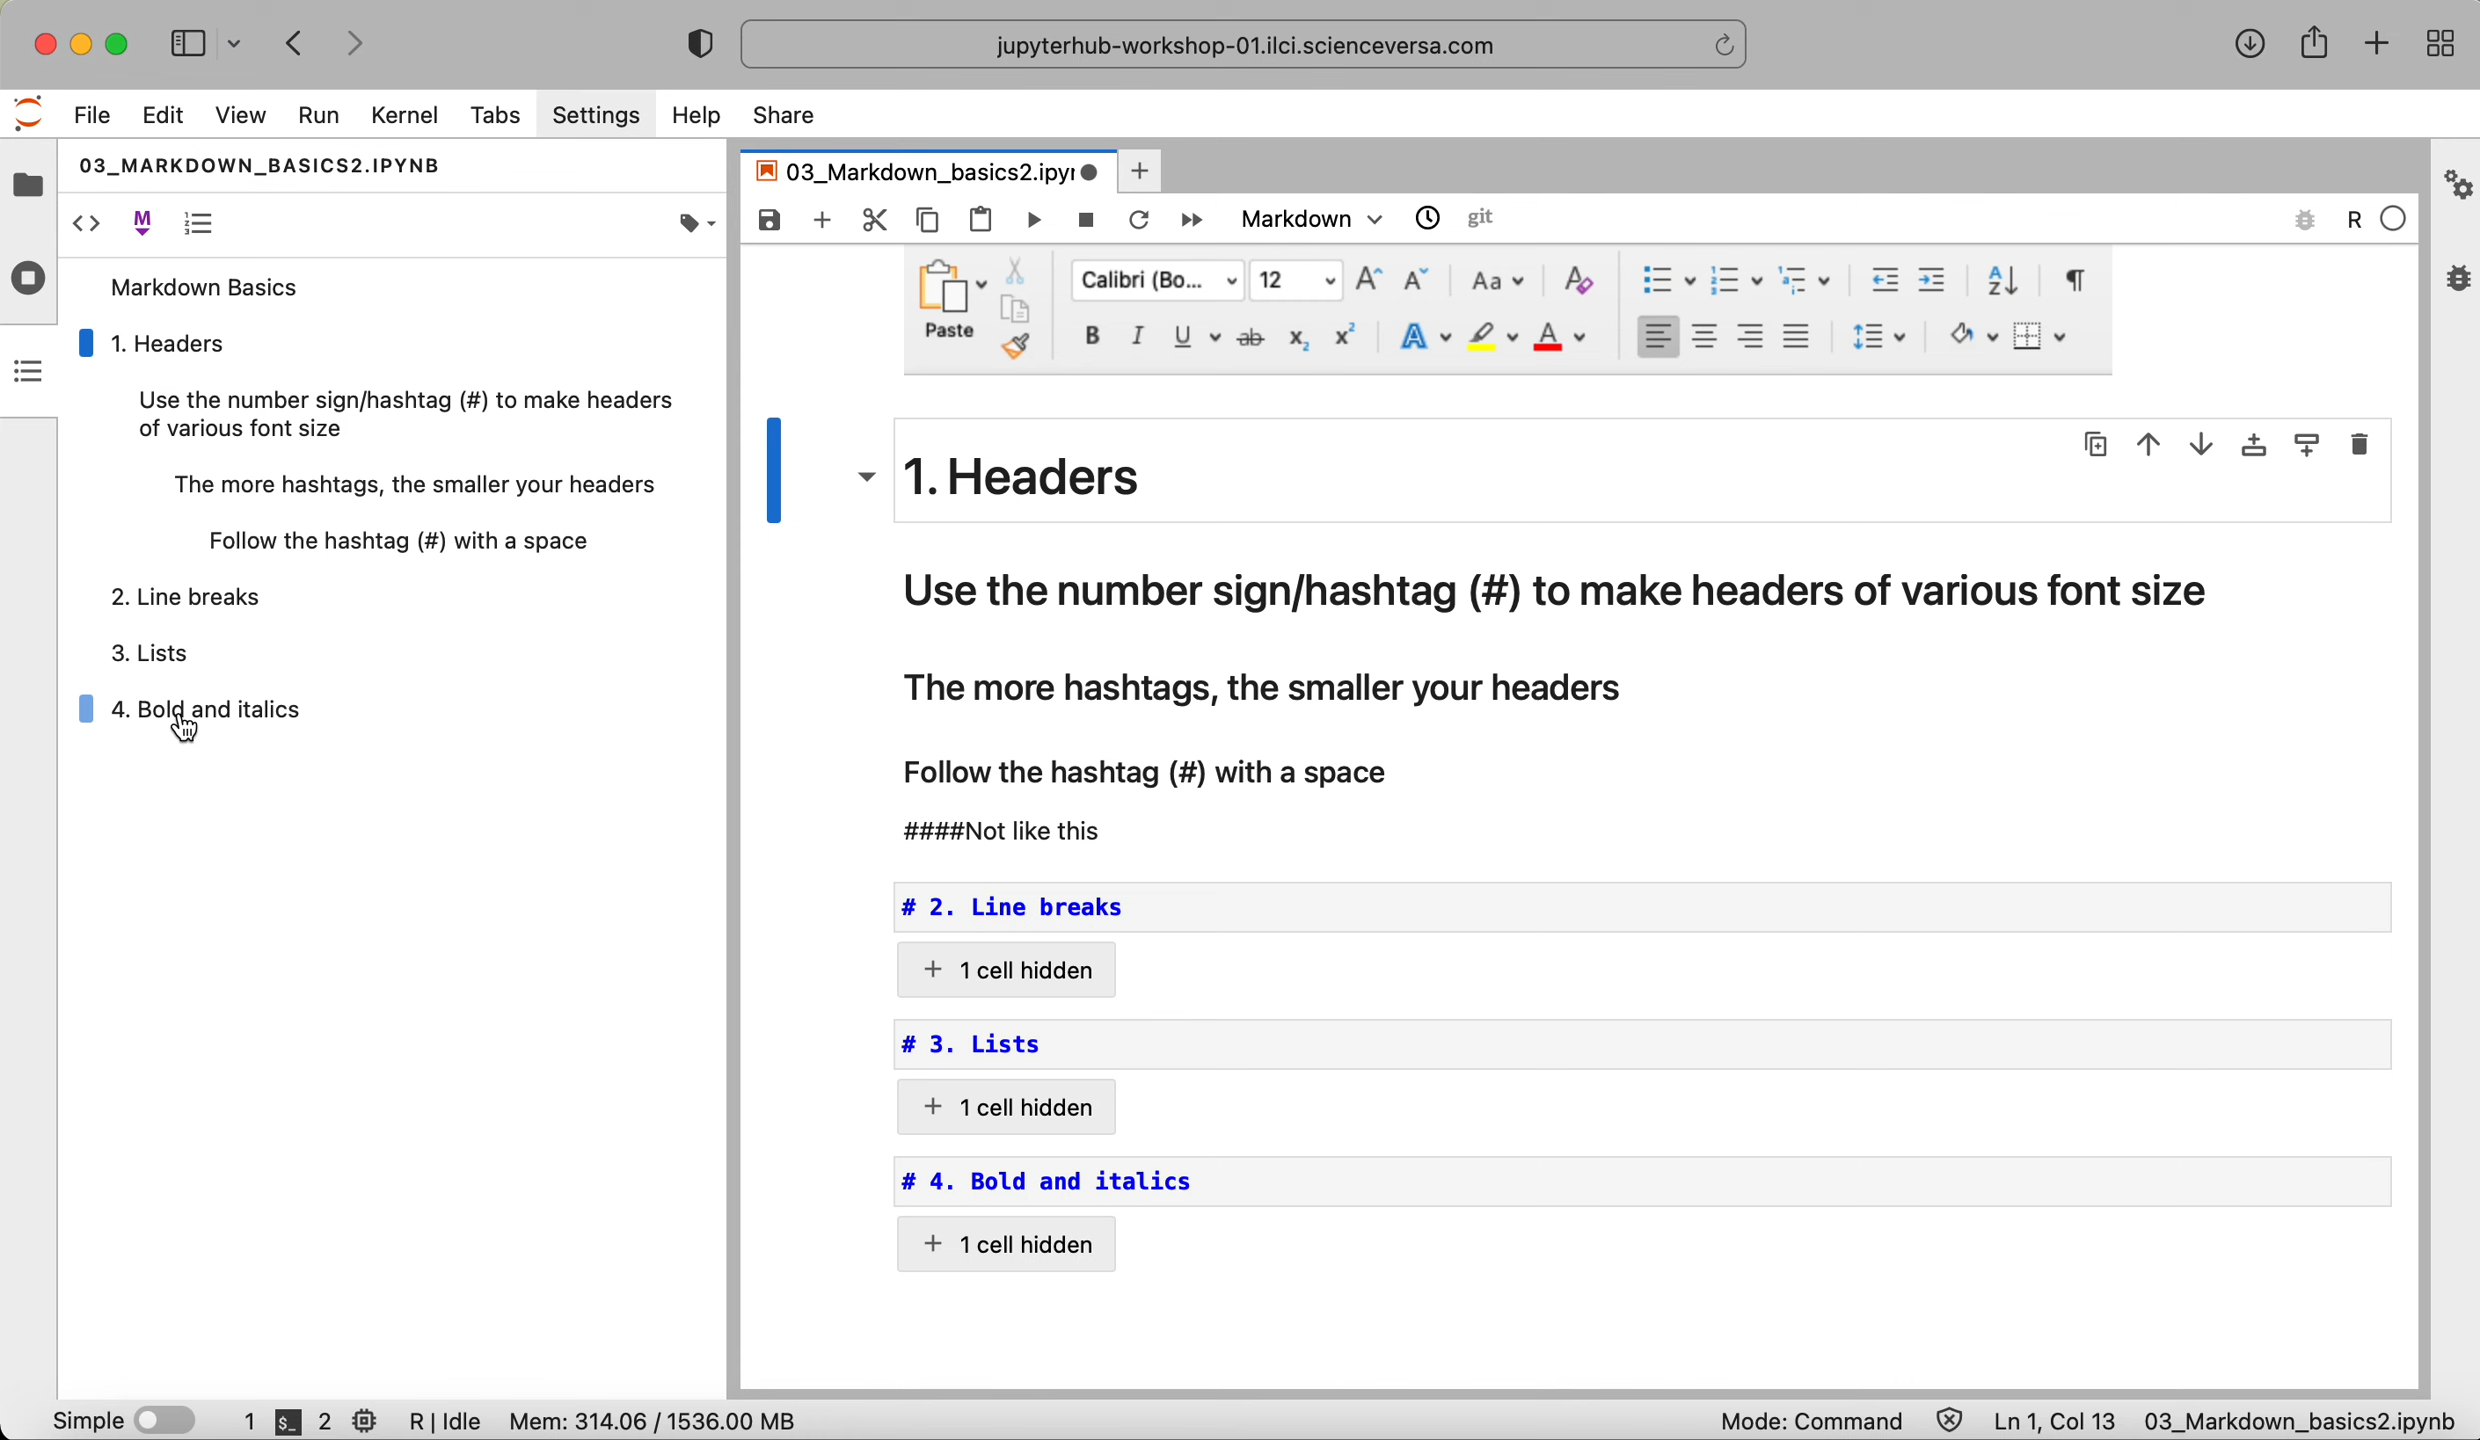 jupyterhub-workshop-01.ilci.scienceversa.com
File Edit View Run Kernel Tabs Settings Help Share
03_MARKDOWN_BASICS2.IPYNB
M
Markdown Basics
1. Headers
Use the number sign/hashtag (#) to make headers
of various font size
The more hashtags, the smaller your headers
Follow the hashtag (#) with a space
2. Line breaks
3. Lists
4. Bold and italics
03_Markdown_basics2.ipyn
Markdown git R
Paste
Calibri (Bo... 12 A A Aa A
B I U ab x2 x2 A A
1. Headers
Use the number sign/hashtag (#) to make headers of various font size
The more hashtags, the smaller your headers
Follow the hashtag (#) with a space
####Not like this
# 2. Line breaks
+ 1 cell hidden
# 3. Lists
+ 1 cell hidden
# 4. Bold and italics
+ 1 cell hidden
Simple 1 $_ 2 R | Idle Mem: 314.06 / 1536.00 MB Mode: Command Ln 1, Col 13 03_Markdown_basics2.ipynb